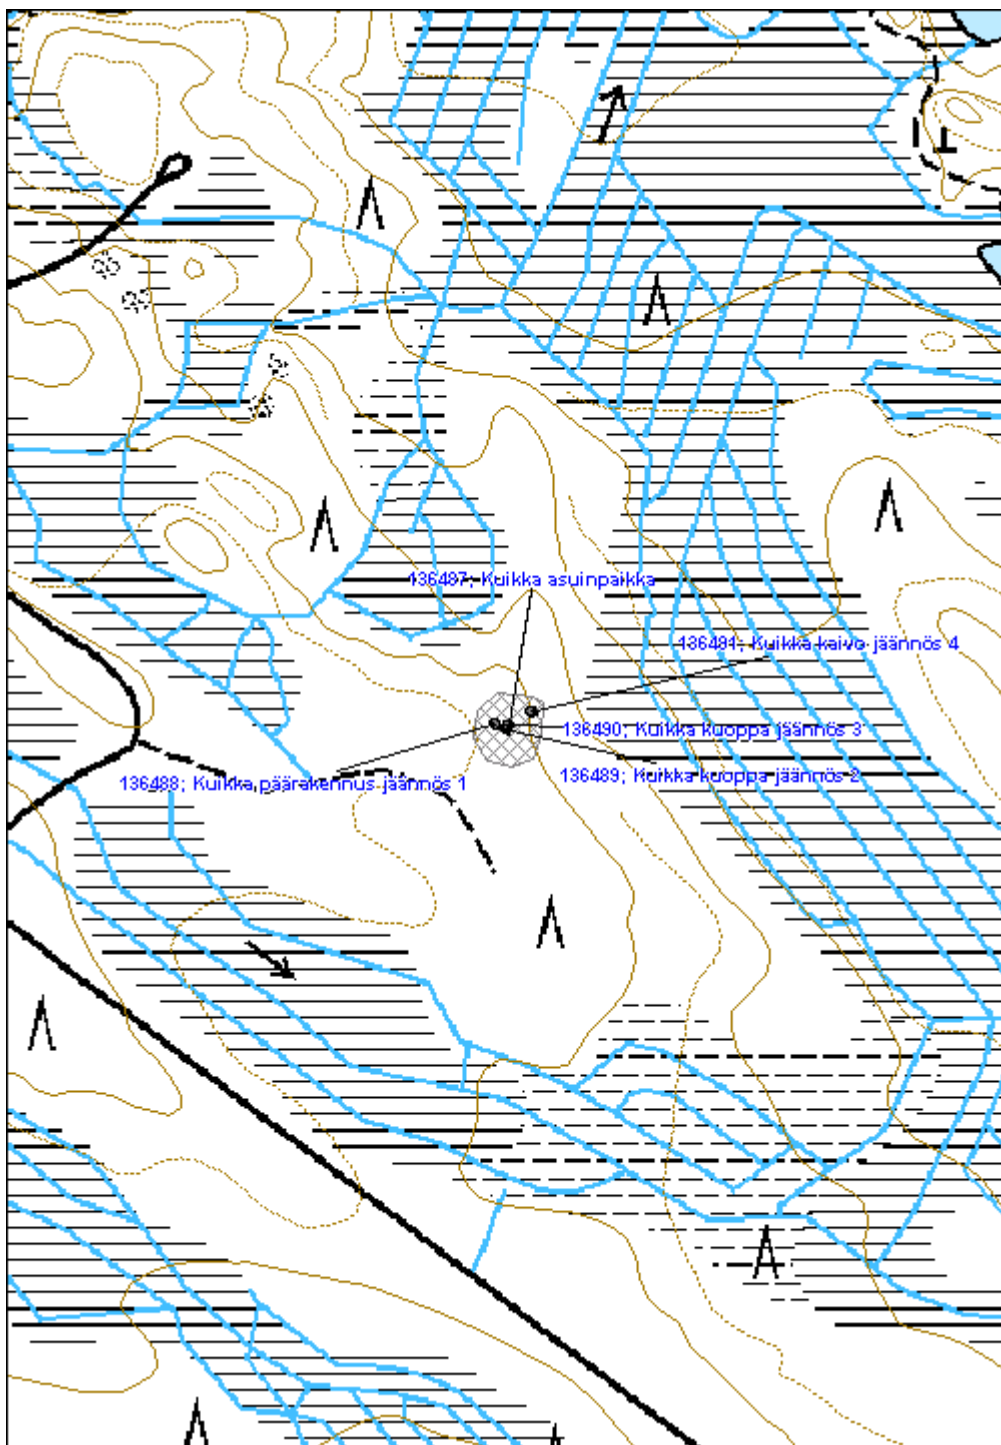 136487; Kuikka asuinpaikka
136491; Kuikka kaivo jäännös 4
136490; Kuikka kuoppa jäännös 3
136489; Kuikka kuoppa jäännös 2
136488; Kuikka päärakennus jäännös 1